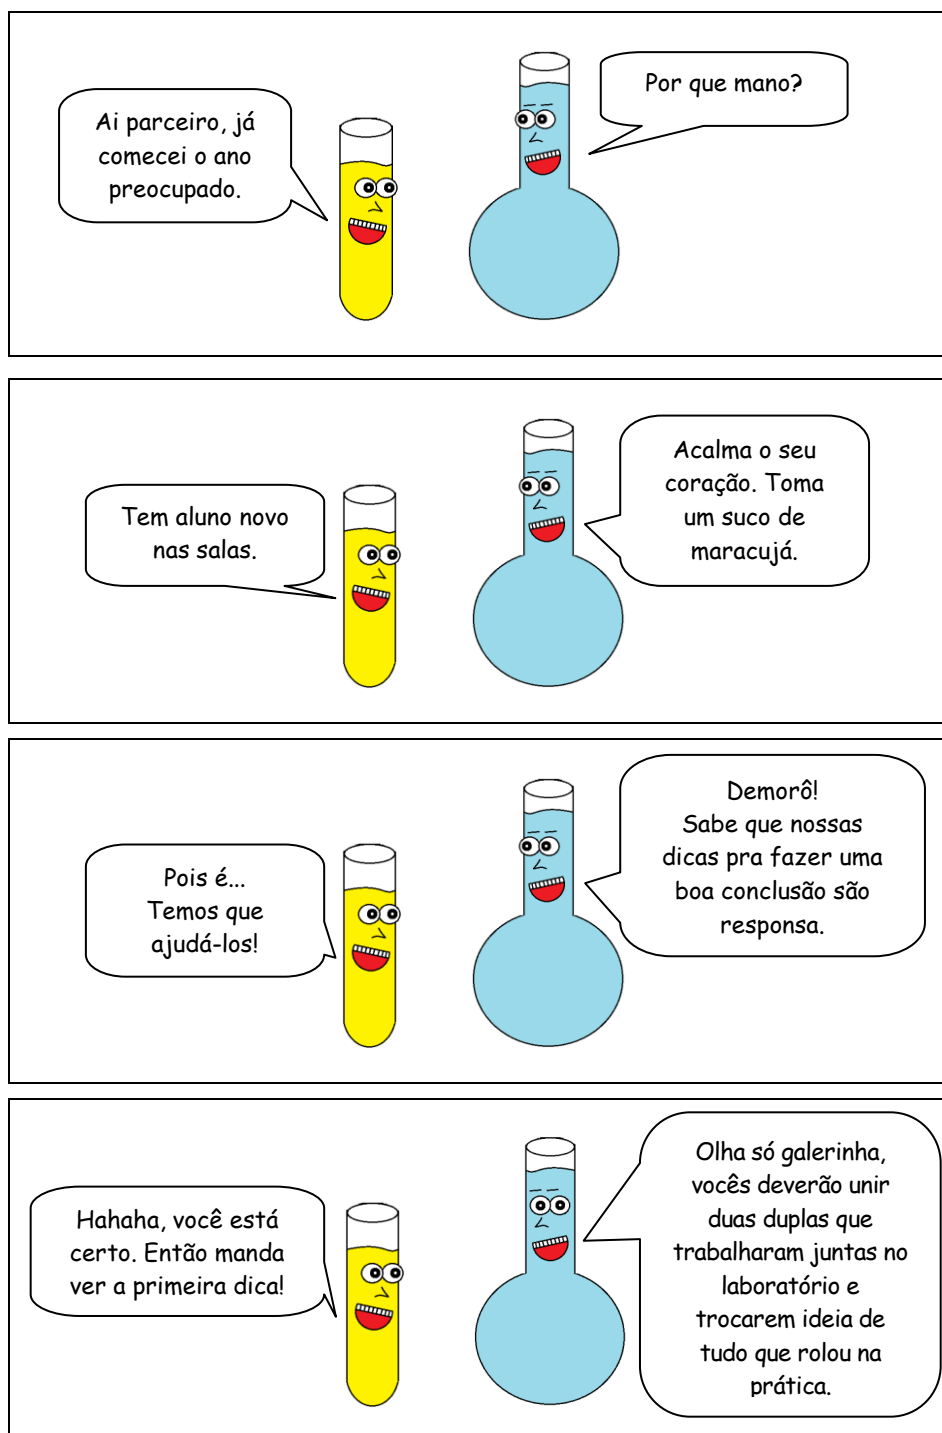 Ai parceiro, já
comecei o ano
preocupado.
Por que mano?
Tem aluno novo
nas salas.
Acalma o seu
coração. Toma
um suco de
maracujá.
Pois é...
Temos que
ajudá-los!
Demorô!
Sabe que nossas
dicas pra fazer uma
boa conclusão são
responsa.
Hahaha, você está
certo. Então manda
ver a primeira dica!
Olha só galerinha,
vocês deverão unir
duas duplas que
trabalharam juntas no
laboratório e
trocarem ideia de
tudo que rolou na
prática.